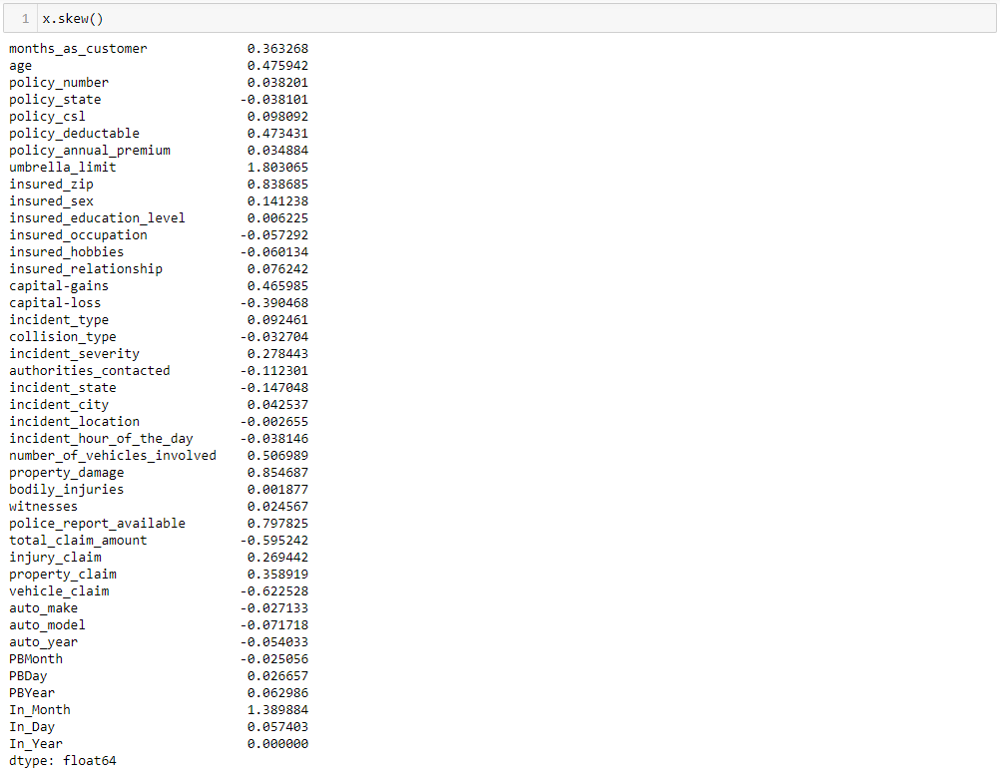 1 x.skew()
months_as_customer 0.363268
age 0.475942
policy_number 0.038201
policy_state -0.038101
policy_csl 0.098092
policy_deductable 0.473431
policy_annual_premium 0.034884
umbrella_limit 1.803065
insured_zip 0.838685
insured_sex 0.141238
insured_education_level 0.006225
insured_occupation -0.057292
insured_hobbies -0.060134
insured_relationship 0.076242
capital-gains 0.465985
capital-loss -0.390468
incident_type 0.092461
collision_type -0.032704
incident_severity 0.278443
authorities_contacted -0.112301
incident_state -0.147048
incident_city 0.042537
incident_location -0.002655
incident_hour_of_the_day -0.038146
number_of_vehicles_involved 0.506989
property_damage 0.854687
bodily_injuries 0.001877
witnesses 0.024567
police_report_available 0.797825
total_claim_amount -0.595242
injury_claim 0.269442
property_claim 0.358919
vehicle_claim -0.622528
auto_make -0.027133
auto_model -0.071718
auto_year -0.054033
PBMonth -0.025056
PBDay 0.026657
PBYear 0.062986
In_Month 1.389884
In_Day 0.057403
In_Year 0.000000
dtype: float64